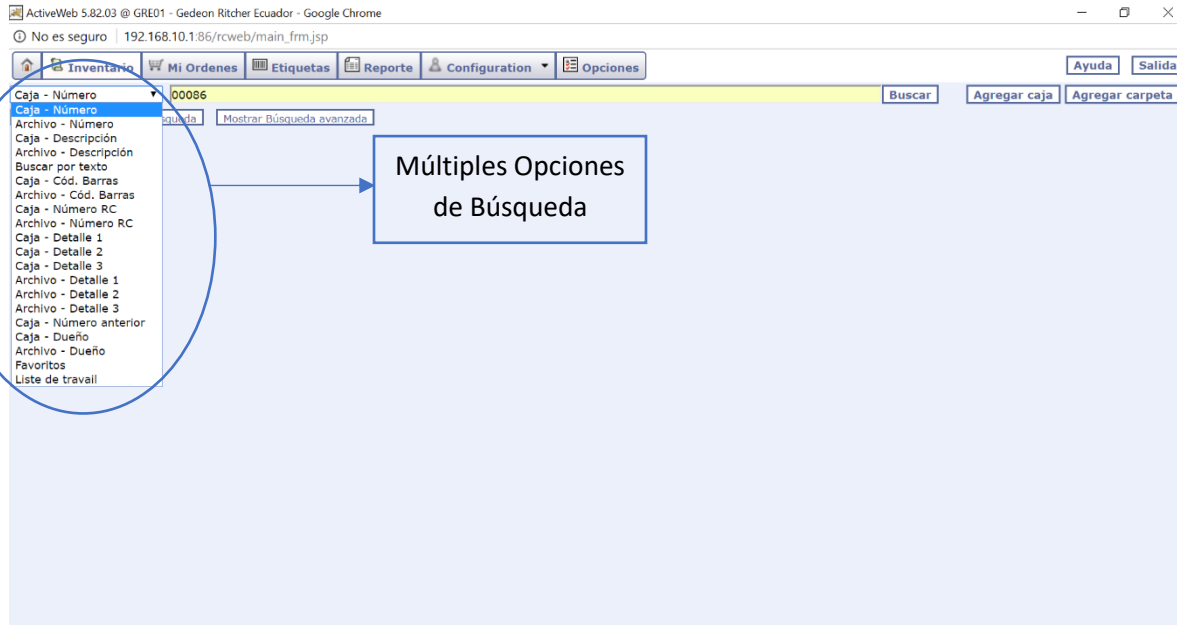 ActiveWeb 5.82.03 @ GRE01 - Gedeon Ritcher Ecuador - Google Chrome
No es seguro 192.168.10.1:86/rcweb/main_frm.jsp
Inventario Mi Ordenes Etiquetas Reporte Configuration Opciones Ayuda Salida
Caja - Número 00086 Buscar Agregar caja Agregar carpeta
Mostrar Búsqueda avanzada
Caja - Número
Archivo - Número
Caja - Descripción
Archivo - Descripción
Buscar por texto
Caja - Cód. Barras
Archivo - Cód. Barras
Caja - Número RC
Archivo - Número RC
Caja - Detalle 1
Caja - Detalle 2
Caja - Detalle 3
Archivo - Detalle 1
Archivo - Detalle 2
Archivo - Detalle 3
Caja - Número anterior
Caja - Dueño
Archivo - Dueño
Favoritos
Liste de travail
Múltiples Opciones
de Búsqueda